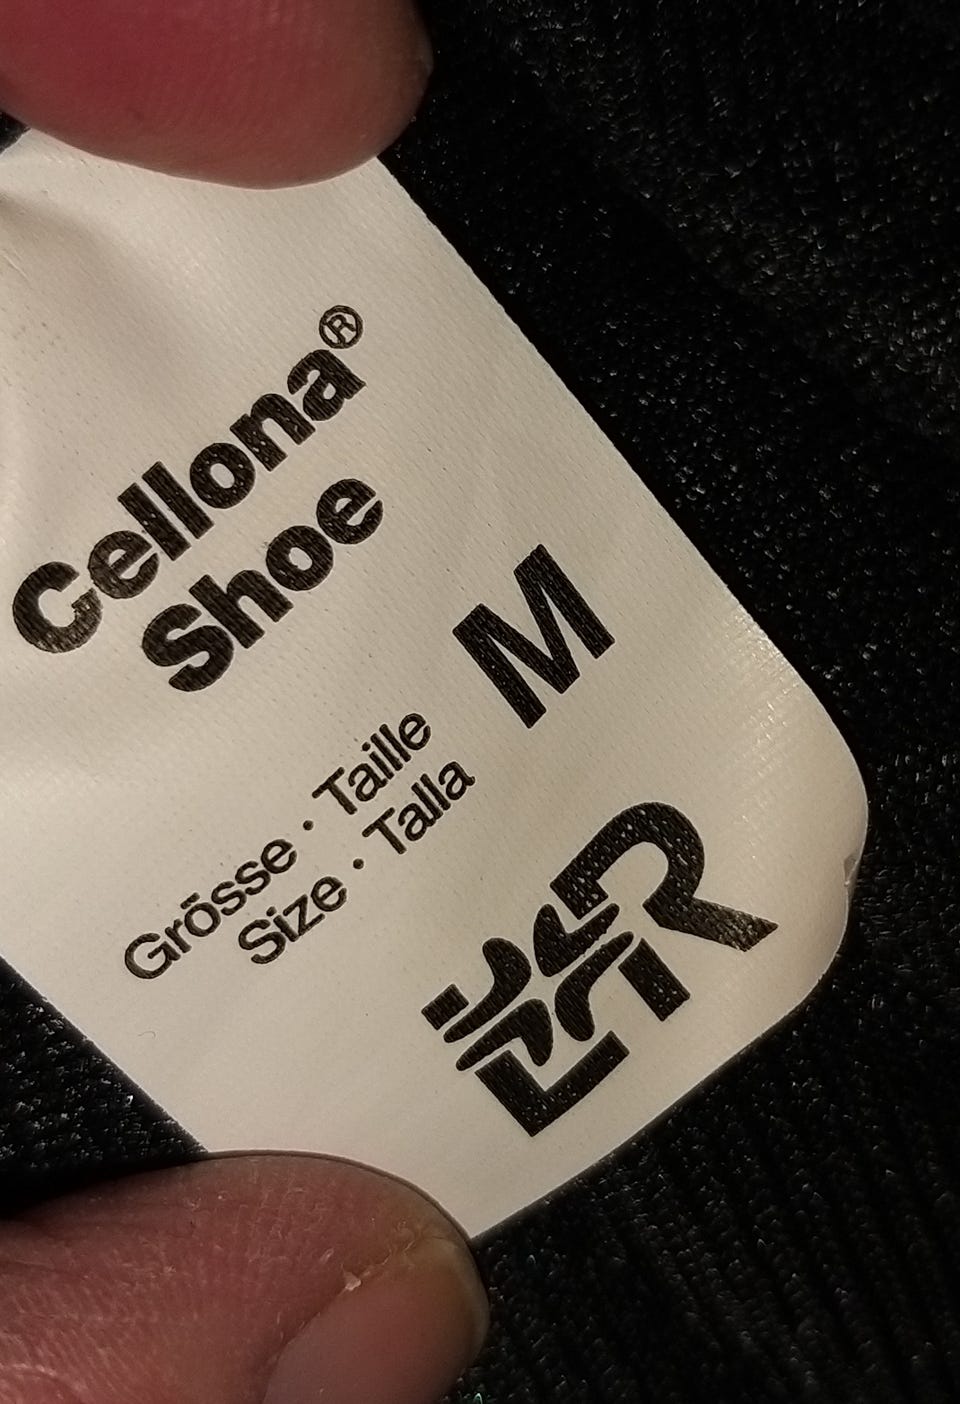 Cellona®
Shoe
Grösse · Taille
Size · Talla
M
L&R